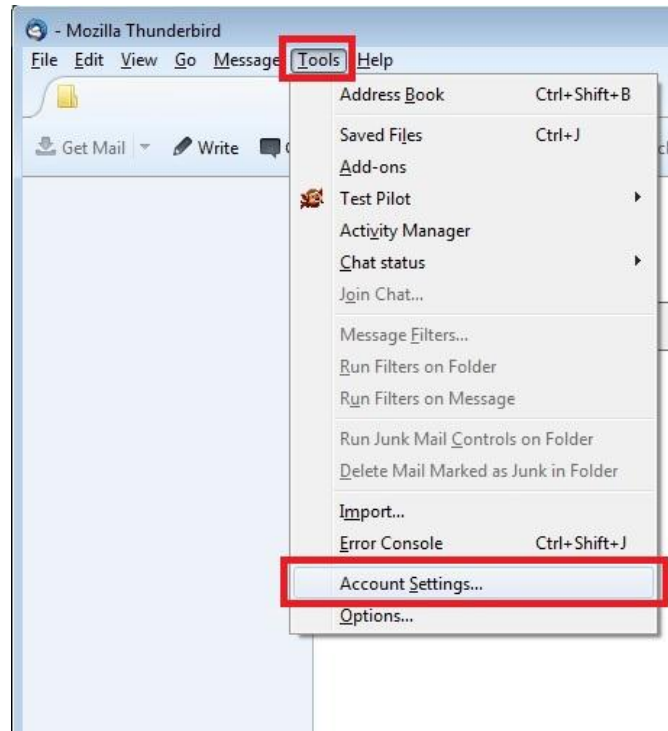 - Mozilla Thunderbird
File Edit View Go Message Tools Help
Get Mail Write
Address Book Ctrl+Shift+B
Saved Files Ctrl+J
Add-ons
Test Pilot
Activity Manager
Chat status
Join Chat...
Message Filters...
Run Filters on Folder
Run Filters on Message
Run Junk Mail Controls on Folder
Delete Mail Marked as Junk in Folder
Import...
Error Console Ctrl+Shift+J
Account Settings...
Options...